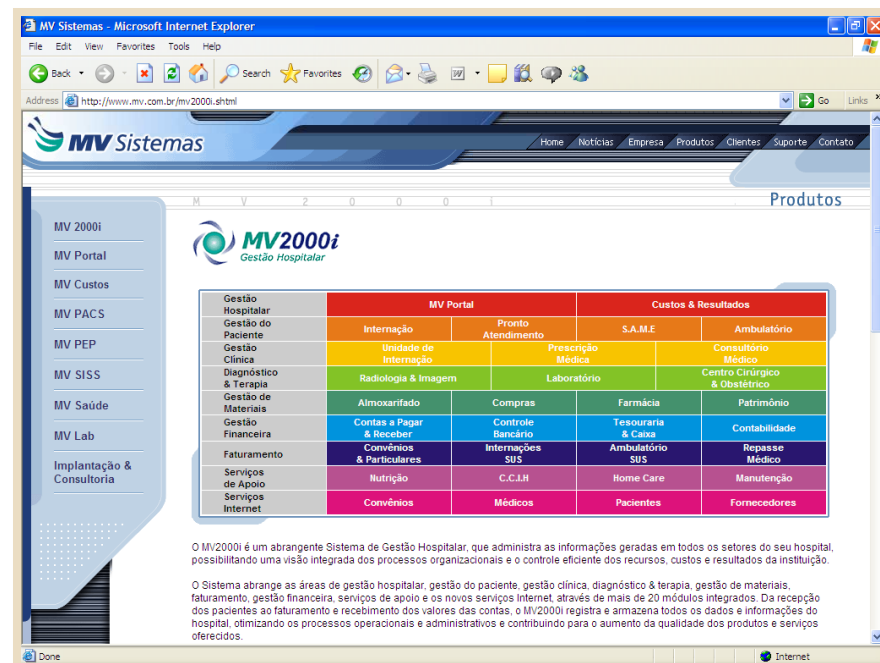 MV Sistemas - Microsoft Internet Explorer
File Edit View Favorites Tools Help
Back Search Favorites
Address http://www.mv.com.br/mv2000i.shtml Go Links
MV Sistemas
Home Notícias Empresa Produtos Clientes Suporte Contato
M V 2 0 0 0 i
Produtos
MV 2000i
MV Portal
MV Custos
MV PACS
MV PEP
MV SISS
MV Saúde
MV Lab
Implantação &
Consultoria
MV2000i
Gestão Hospitalar
Gestão
Hospitalar
MV Portal Custos & Resultados
Gestão do
Paciente
Internação
Pronto
Atendimento
S.A.M.E Ambulatório
Gestão
Clínica
Unidade de
Internação
Prescrição
Médica
Consultório
Médico
Diagnóstico
& Terapia
Radiologia & Imagem Laboratório
Centro Cirúrgico
& Obstétrico
Gestão de
Materiais
Almoxarifado Compras Farmácia Patrimônio
Gestão
Financeira
Contas a Pagar
& Receber
Controle
Bancário
Tesouraria
& Caixa
Contabilidade
Faturamento
Convênios
& Particulares
Internações
SUS
Ambulatório
SUS
Repasse
Médico
Serviços
de Apoio
Nutrição C.C.I.H Home Care Manutenção
Serviços
Internet
Convênios Médicos Pacientes Fornecedores
O MV2000i é um abrangente Sistema de Gestão Hospitalar, que administra as informações geradas em todos os setores do seu hospital,
possibilitando uma visão integrada dos processos organizacionais e o controle eficiente dos recursos, custos e resultados da instituição.
O Sistema abrange as áreas de gestão hospitalar, gestão do paciente, gestão clínica, diagnóstico & terapia, gestão de materiais,
faturamento, gestão financeira, serviços de apoio e os novos serviços Internet, através de mais de 20 módulos integrados. Da recepção
dos pacientes ao faturamento e recebimento dos valores das contas, o MV2000i registra e armazena todos os dados e informações do
hospital, otimizando os processos operacionais e administrativos e contribuindo para o aumento da qualidade dos produtos e serviços
oferecidos.
Done Internet